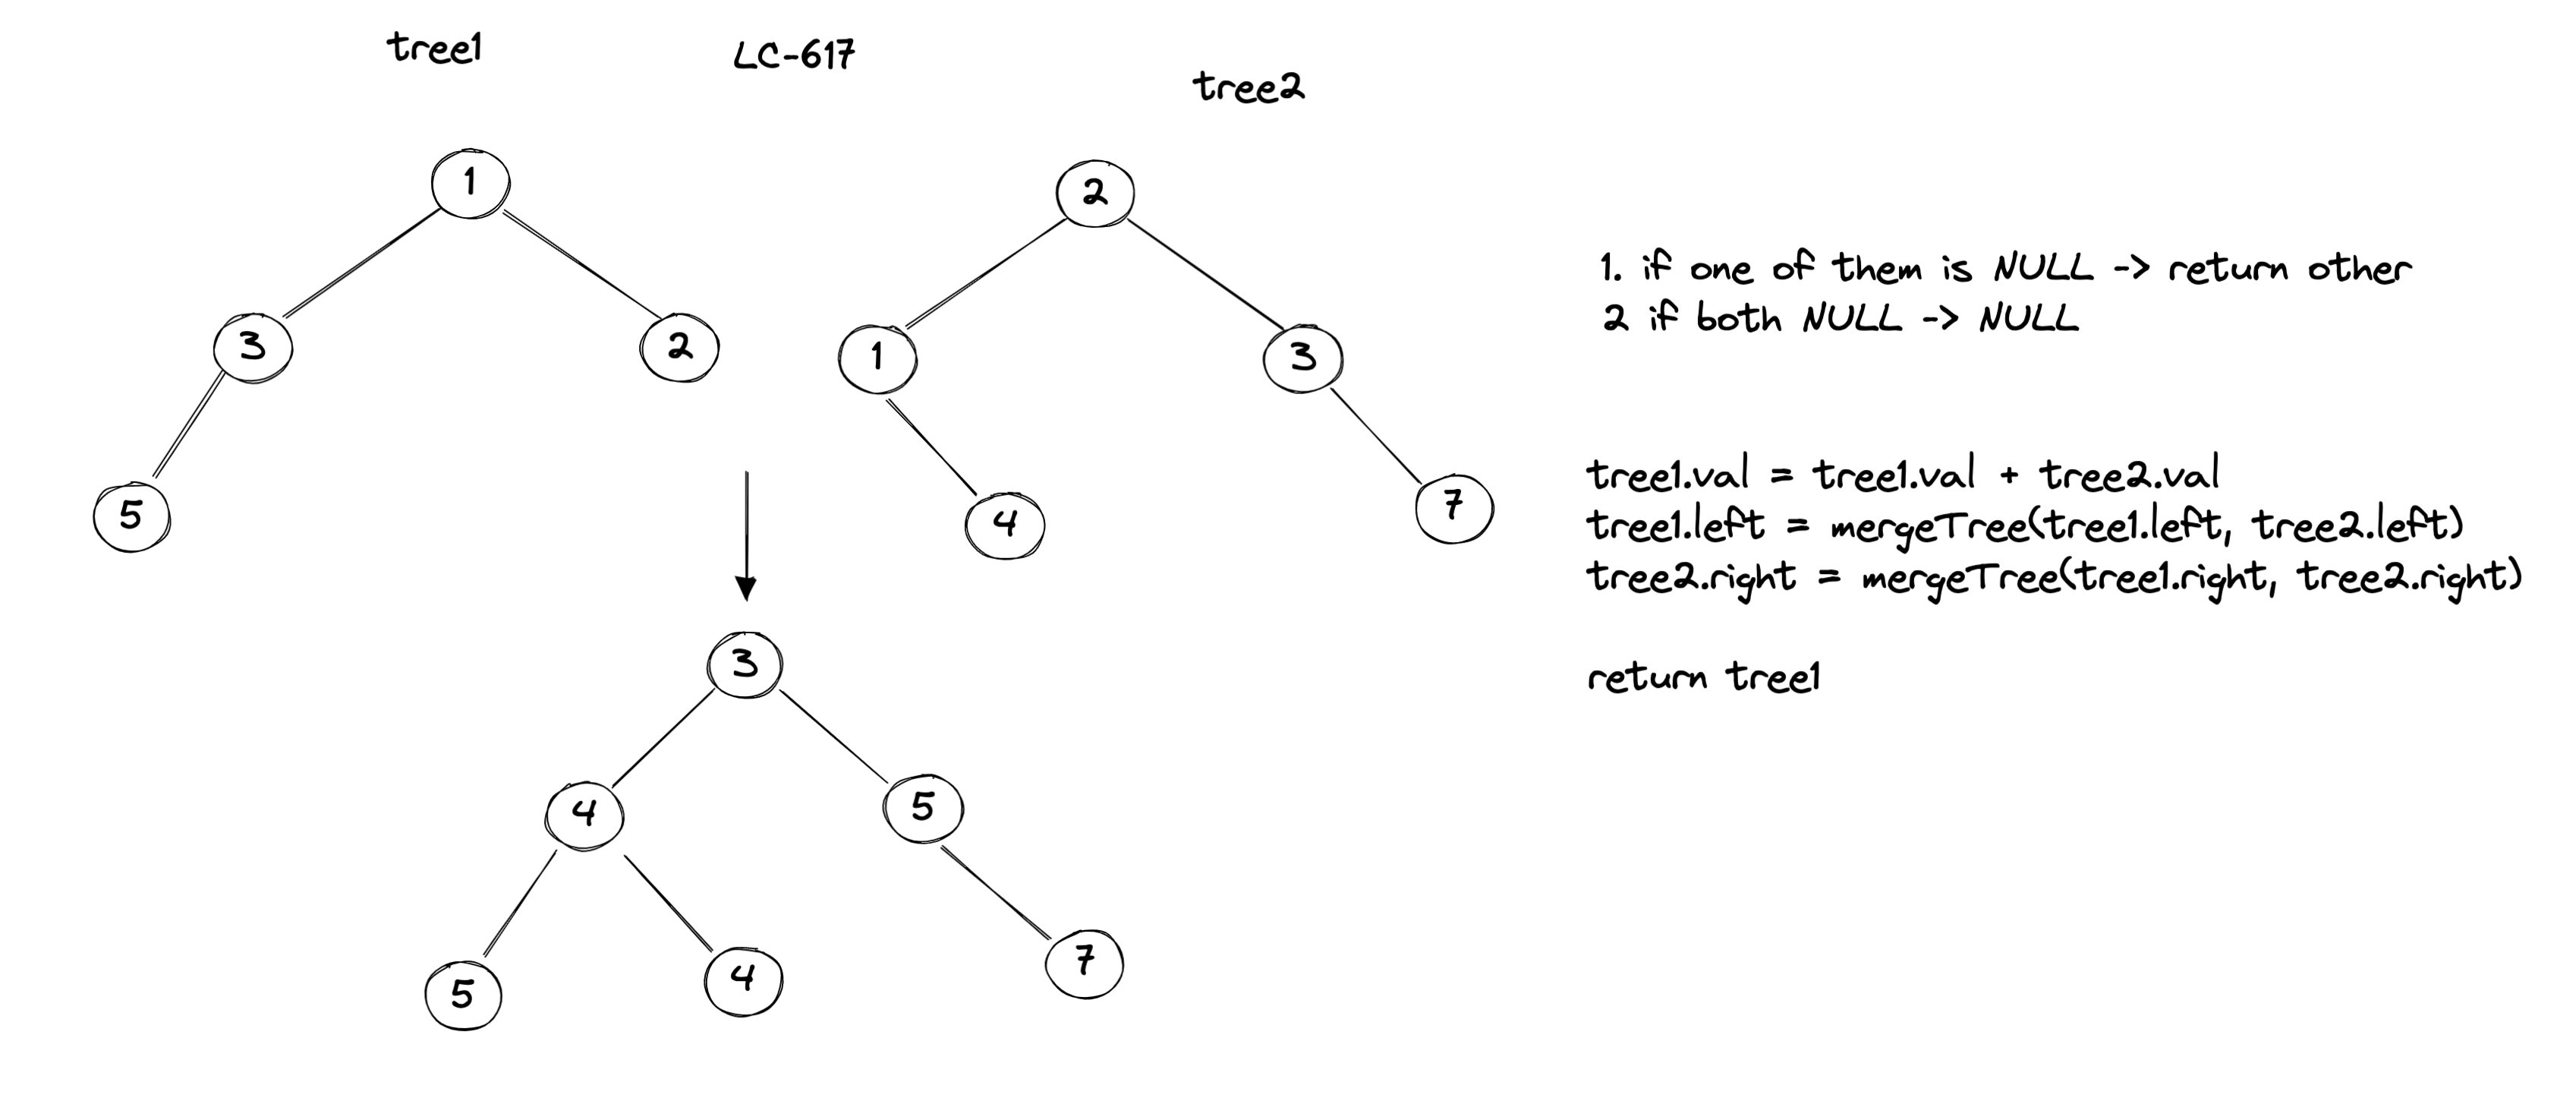 tree1
LC-617
tree2
1
2
3
2
1
3
5
4
7
1. if one of them is NULL -> return other
2 if both NULL -> NULL
tree1.val = tree1.val + tree2.val
tree1.left = mergeTree(tree1.left, tree2.left)
tree2.right = mergeTree(tree1.right, tree2.right)
return tree1
3
4
5
5
4
7